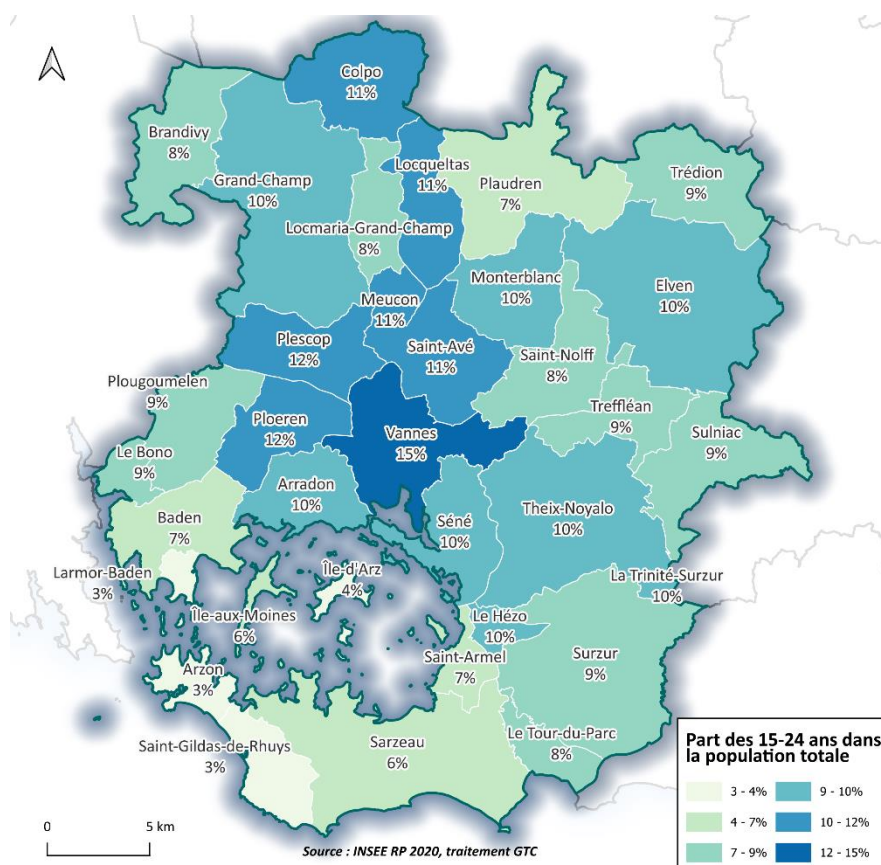 Colpo
11%
Brandivy
8%
Locqueltas
11%
Grand-Champ
10%
Plaudren
7%
Trédion
9%
Locmaria-Grand-Champ
8%
Monterblanc
10%
Elven
10%
Meucon
11%
Plescop
12%
Saint-Avé
11%
Saint-Nolff
8%
Plougoumelen
9%
Treffléan
9%
Ploeren
12%
Vannes
15%
Sulniac
9%
Le Bono
9%
Arradon
10%
Baden
7%
Séné
10%
Theix-Noyalo
10%
Larmor-Baden
3%
Île-d'Arz
4%
La Trinité-Surzur
10%
Île-aux-Moines
6%
Le Hézo
10%
Saint-Armel
7%
Surzur
9%
Arzon
3%
Saint-Gildas-de-Rhuys
3%
Sarzeau
6%
Le Tour-du-Parc
8%
Part des 15-24 ans dans
la population totale
3 - 4%
4 - 7%
7 - 9%
9 - 10%
10 - 12%
12 - 15%
0 5 km
Source : INSEE RP 2020, traitement GTC